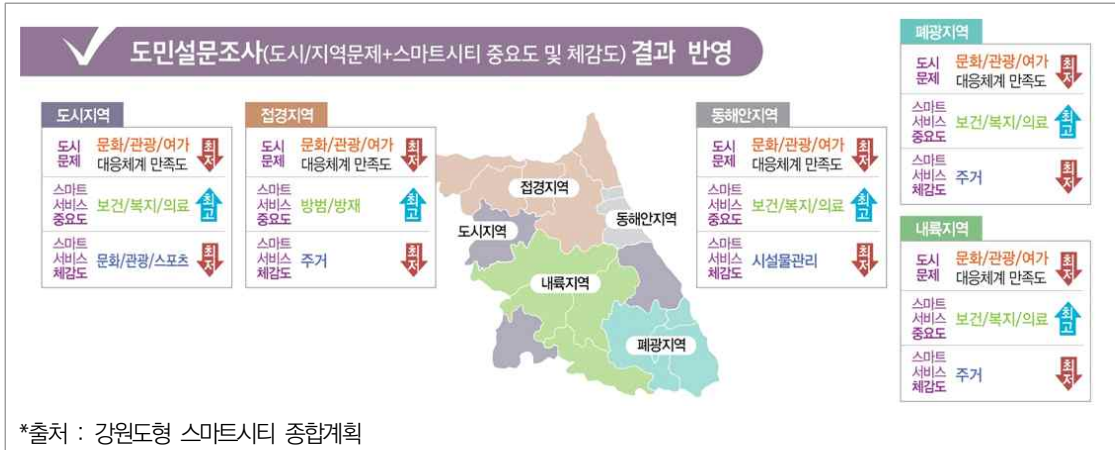 도민설문조사(도시/지역문제+스마트시티 중요도 및 체감도) 결과 반영
도시지역
도시
문제
문화/관광/여가
대응체계 만족도
최저
스마트
서비스
중요도
보건/복지/의료
최고
스마트
서비스
체감도
문화/관광/스포츠
최저
접경지역
도시
문제
문화/관광/여가
대응체계 만족도
최저
스마트
서비스
중요도
방범/방재
최고
스마트
서비스
체감도
주거
최저
접경지역
도시지역
동해안지역
내륙지역
폐광지역
동해안지역
도시
문제
문화/관광/여가
대응체계 만족도
최저
스마트
서비스
중요도
보건/복지/의료
최고
스마트
서비스
체감도
시설물관리
최저
폐광지역
도시
문제
문화/관광/여가
대응체계 만족도
최저
스마트
서비스
중요도
보건/복지/의료
최고
스마트
서비스
체감도
주거
최저
내륙지역
도시
문제
문화/관광/여가
대응체계 만족도
최저
스마트
서비스
중요도
보건/복지/의료
최고
스마트
서비스
체감도
주거
최저
*출처 : 강원도형 스마트시티 종합계획